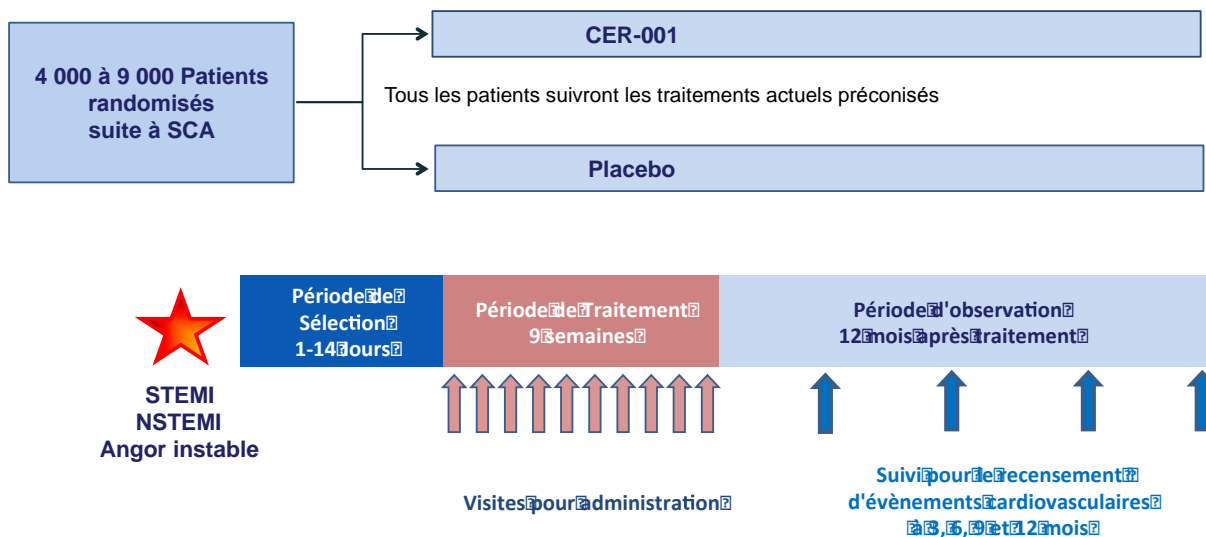 CER-001
4 000 à 9 000 Patients
randomisés
suite à SCA
Tous les patients suivront les traitements actuels préconisés
Placebo
Période de
Sélection
1-14 Jours
Période de Traitement
9 semaines
Période d'observation
12 mois après traitement
STEMI
NSTEMI
Angor instable
Visites pour administration
Suivi pour le recensement
d'évènements cardiovasculaires
à 3, 6, 9 et 12 mois